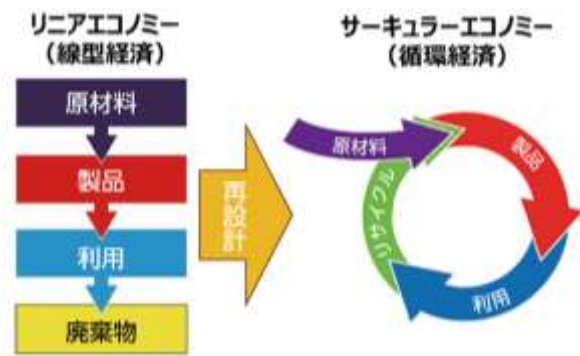 リニアエコノミー
（線型経済）
原材料
製品
利用
廃棄物
再設計
サーキュラーエコノミー
（循環経済）
原材料
製品
利用
リサイクル